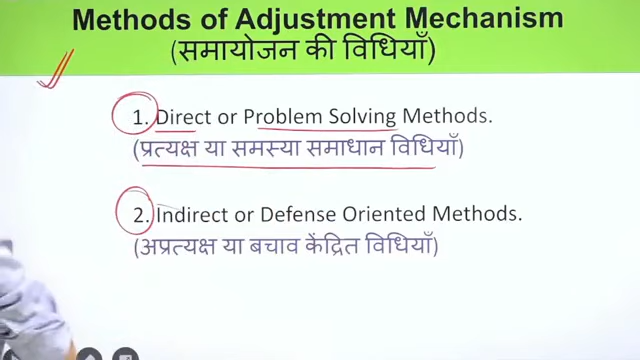 Methods of Adjustment Mechanism
(समायोजन की विधियाँ)
1. Direct or Problem Solving Methods.
(प्रत्यक्ष या समस्या समाधान विधियाँ)
2. Indirect or Defense Oriented Methods.
(अप्रत्यक्ष या बचाव केंद्रित विधियाँ)